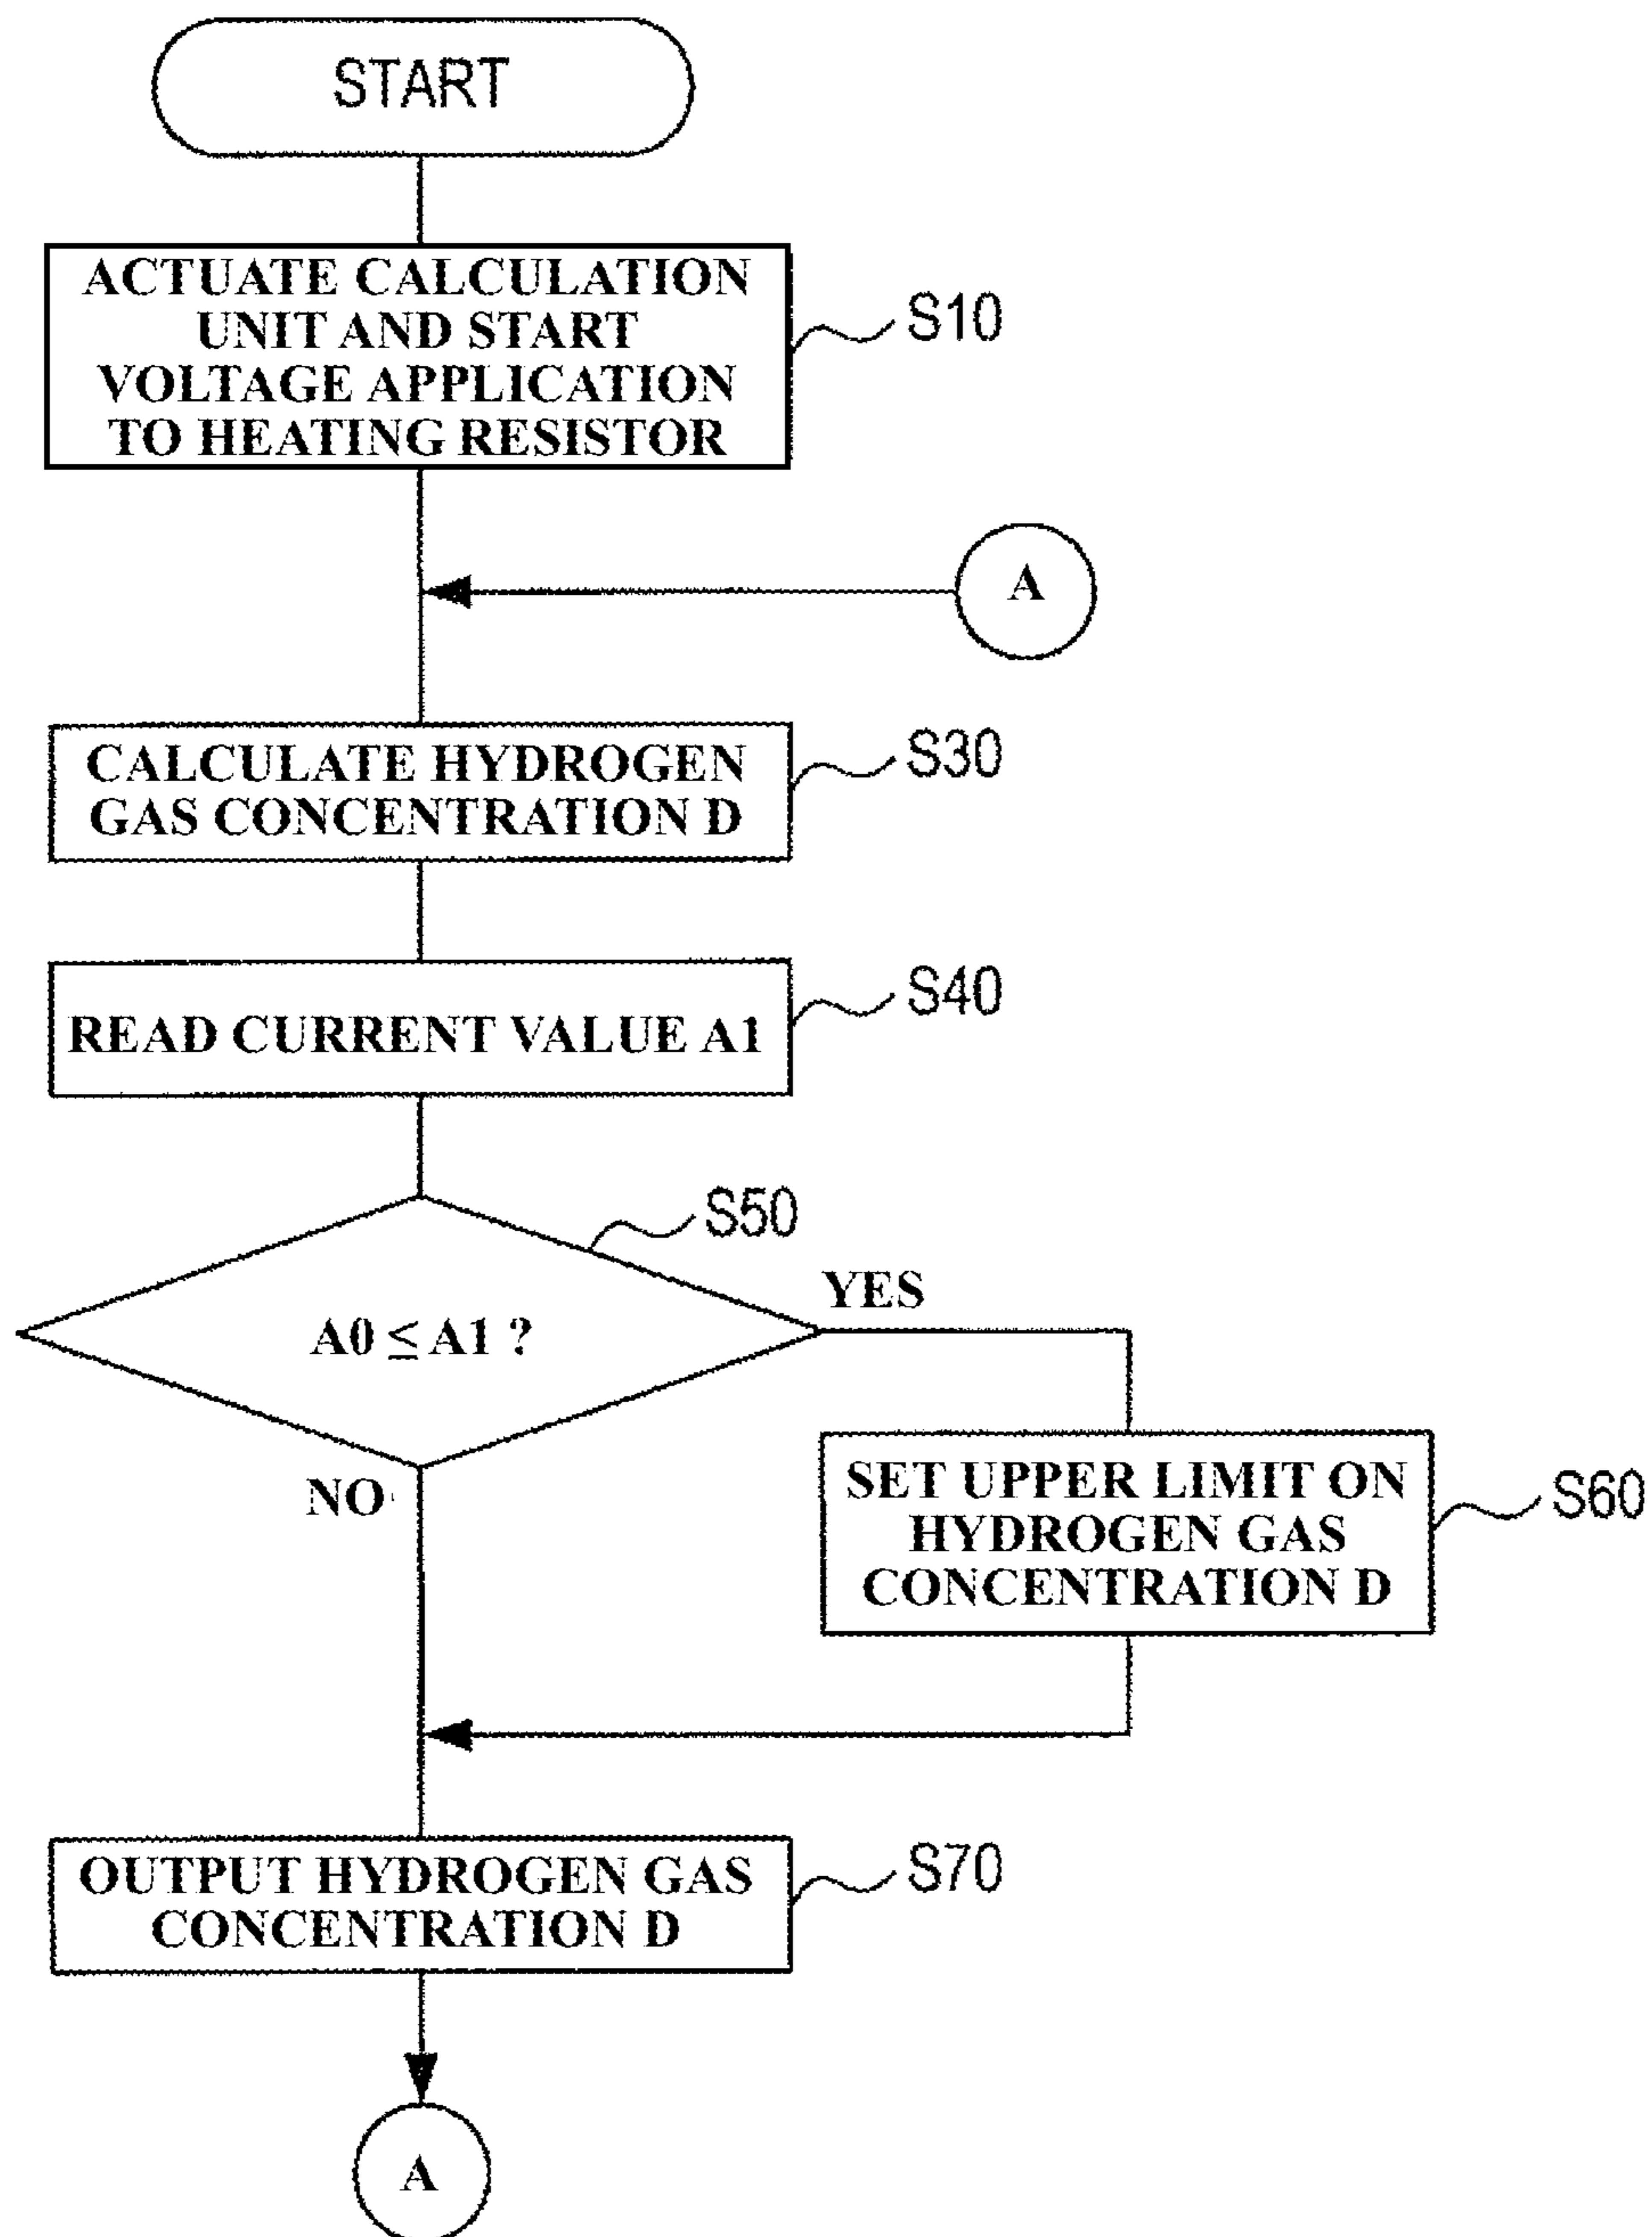 START
ACTUATE CALCULATION
UNIT AND START
VOLTAGE APPLICATION
TO HEATING RESISTOR
S10
A
CALCULATE HYDROGEN
GAS CONCENTRATION D
S30
READ CURRENT VALUE A1
S40
S50
A0 ≤ A1 ?
YES
NO
SET UPPER LIMIT ON
HYDROGEN GAS
CONCENTRATION D
S60
OUTPUT HYDROGEN GAS
CONCENTRATION D
S70
A